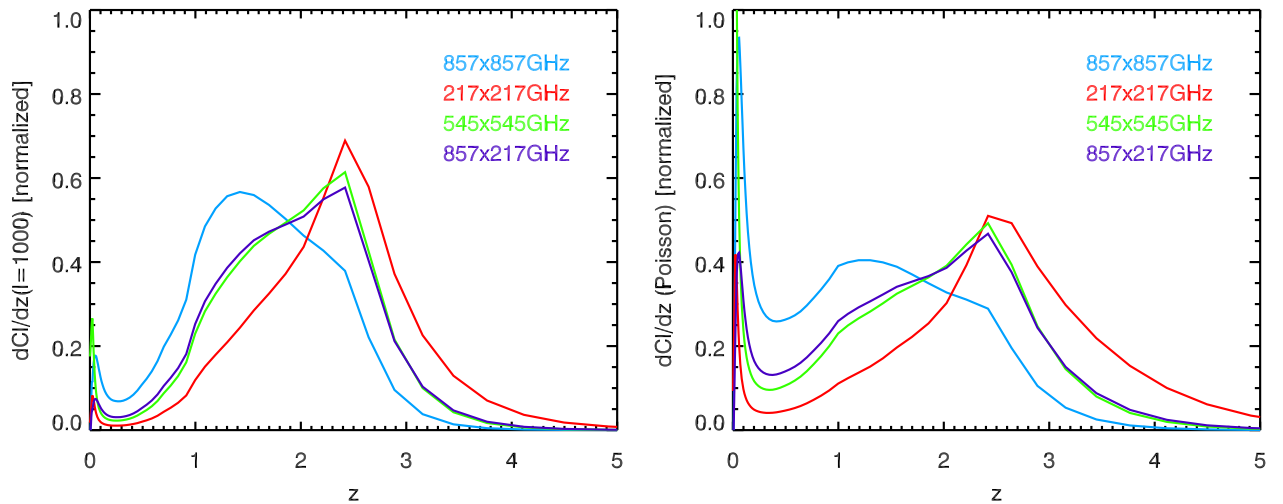 dCl/dz(l=1000) [normalized]
1.0
0.8
0.6
0.4
0.2
0.0
857x857GHz
217x217GHz
545x545GHz
857x217GHz
0 1 2 3 4 5
z
dCl/dz (Poisson) [normalized]
1.0
0.8
0.6
0.4
0.2
0.0
857x857GHz
217x217GHz
545x545GHz
857x217GHz
0 1 2 3 4 5
z